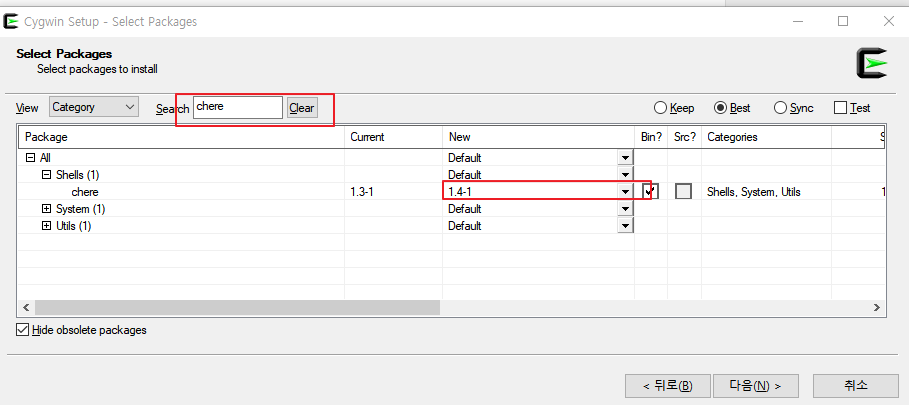 Cygwin Setup - Select Packages
Select Packages
Select packages to install
View Category Search chere Clear Keep Best Sync Test
Package Current New Bin? Src? Categories S
All Default
Shells (1) Default
chere 1.3-1 1.4-1 Shells, System, Utils 1
System (1) Default
Utils (1) Default
Hide obsolete packages
< 뒤로(B) 다음(N) > 취소